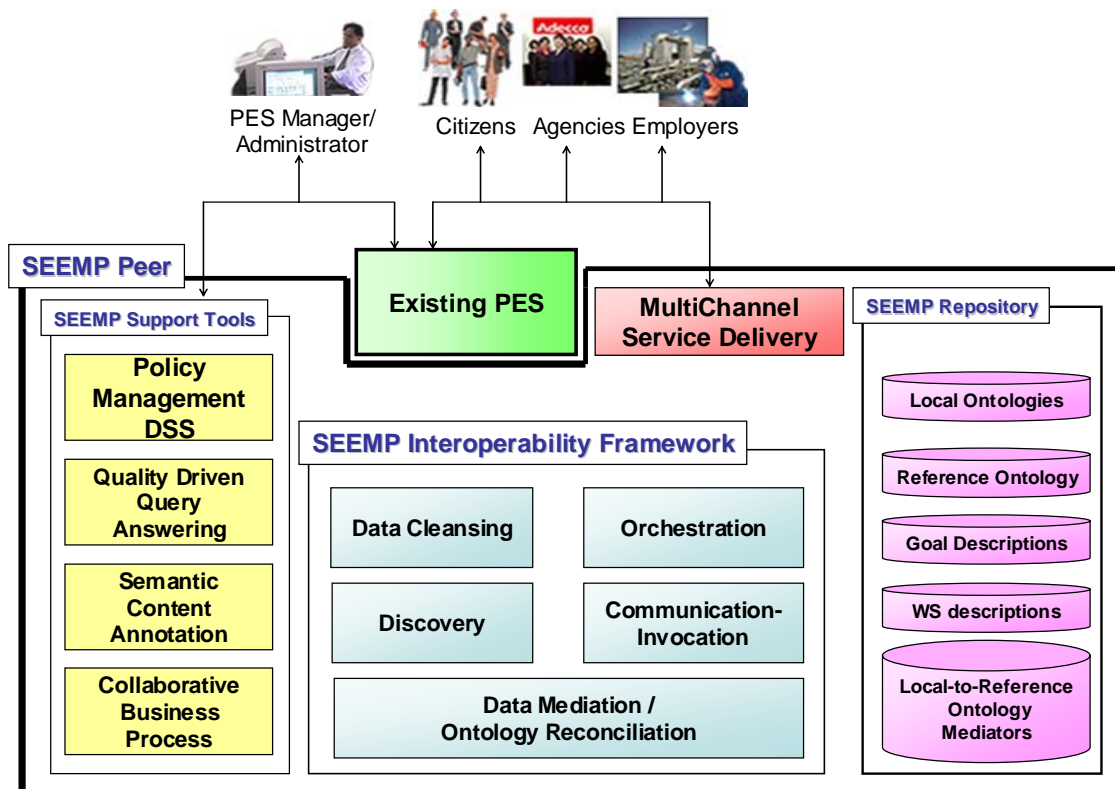 Adecco
PES Manager/
Administrator
Citizens
Agencies
Employers
SEEMP Peer
Existing PES
MultiChannel
Service Delivery
SEEMP Support Tools
Policy
Management
DSS
Quality Driven
Query
Answering
Semantic
Content
Annotation
Collaborative
Business
Process
SEEMP Interoperability Framework
Data Cleansing
Orchestration
Discovery
Communication-
Invocation
Data Mediation /
Ontology Reconciliation
SEEMP Repository
Local Ontologies
Reference Ontology
Goal Descriptions
WS descriptions
Local-to-Reference
Ontology
Mediators